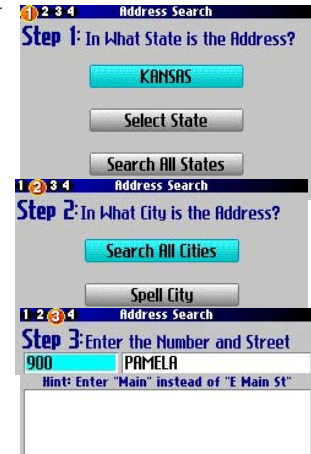 1 2 3 4 Address Search
Step 1: In What State is the Address?
KANSAS
Select State
Search All States
1 2 3 4 Address Search
Step 2: In What City is the Address?
Search All Cities
Spell City
1 2 3 4 Address Search
Step 3: Enter the Number and Street
900 PAMELA
Hint: Enter "Main" instead of "E Main St"